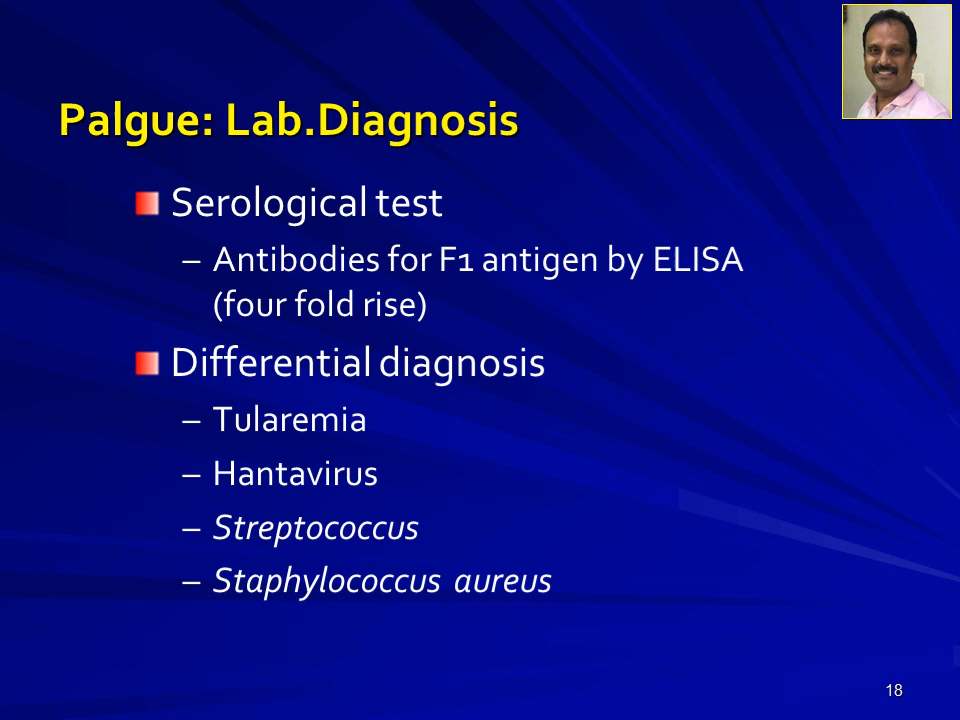 Palgue: Lab.Diagnosis
Serological test
– Antibodies for F1 antigen by ELISA
(four fold rise)
Differential diagnosis
– Tularemia
– Hantavirus
– Streptococcus
– Staphylococcus aureus
18